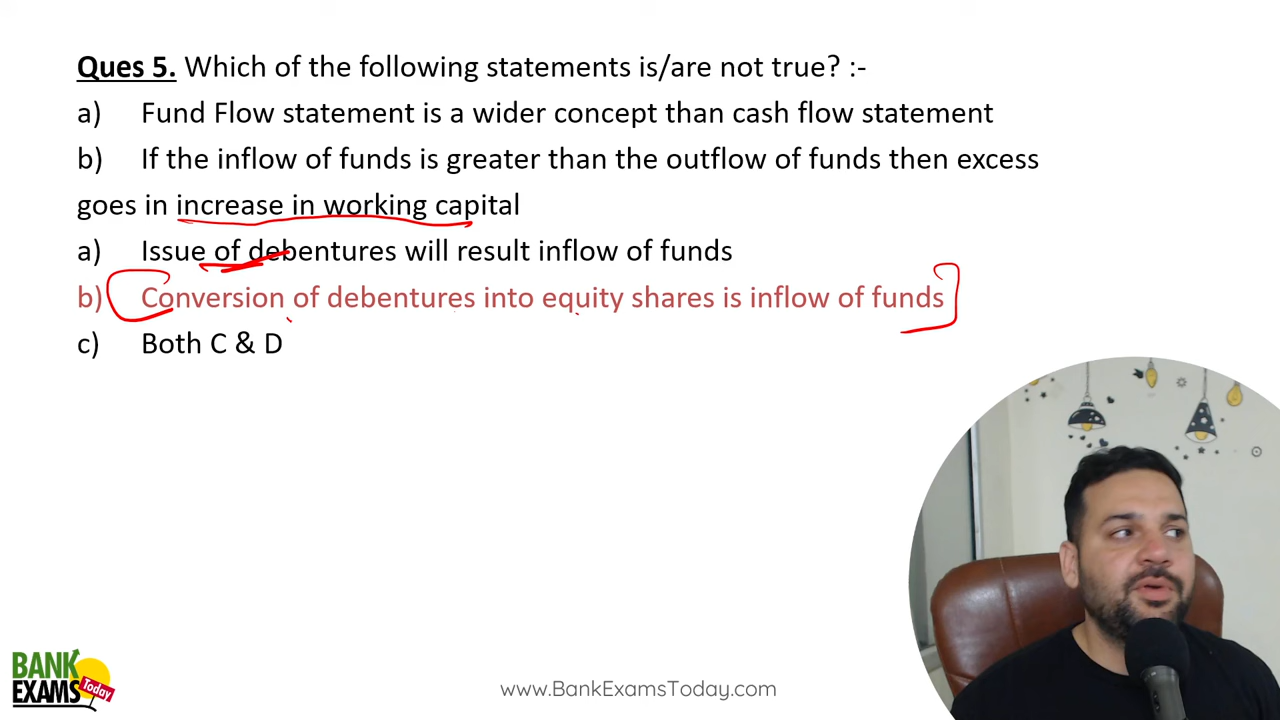 Ques 5. Which of the following statements is/are not true? :-
a) Fund Flow statement is a wider concept than cash flow statement
b) If the inflow of funds is greater than the outflow of funds then excess
goes in increase in working capital
a) Issue of debentures will result inflow of funds
b) Conversion of debentures into equity shares is inflow of funds
c) Both C & D
BANK
EXAMS
Today
www.BankExamsToday.com